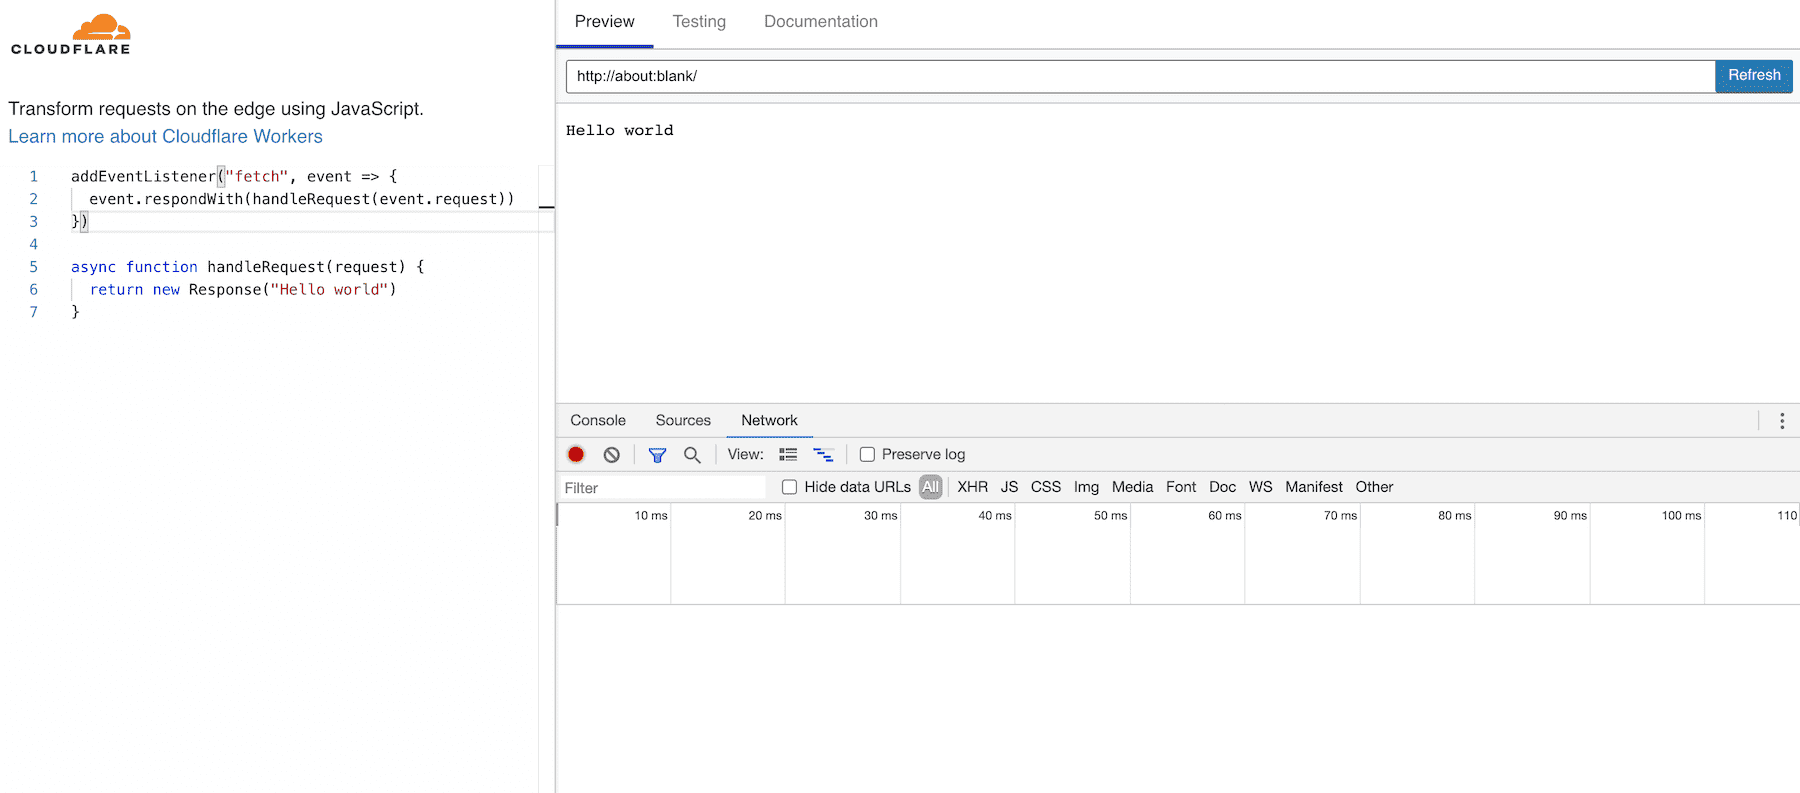 CLOUDFLARE
Transform requests on the edge using JavaScript.
Learn more about Cloudflare Workers
1 addEventListener("fetch", event => {
2 event.respondWith(handleRequest(event.request))
3 })
4
5 async function handleRequest(request) {
6 return new Response("Hello world")
7 }
Preview Testing Documentation
http://about:blank/ Refresh
Hello world
Console Sources Network
View: Preserve log
Filter Hide data URLs All XHR JS CSS Img Media Font Doc WS Manifest Other
10 ms 20 ms 30 ms 40 ms 50 ms 60 ms 70 ms 80 ms 90 ms 100 ms 110